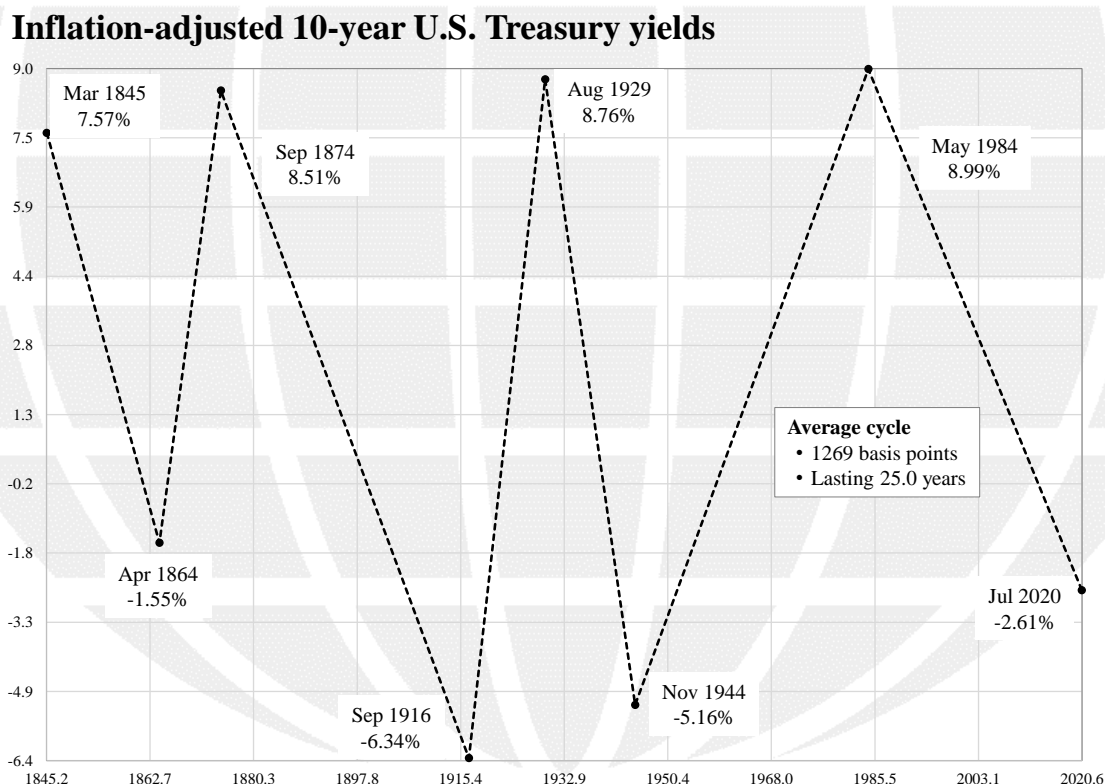 Inflation-adjusted 10-year U.S. Treasury yields
9.0
7.5
5.9
4.4
2.8
1.3
-0.2
-1.8
-3.3
-4.9
-6.4
Mar 1845
7.57%
Apr 1864
-1.55%
Sep 1874
8.51%
Sep 1916
-6.34%
Aug 1929
8.76%
Nov 1944
-5.16%
May 1984
8.99%
Jul 2020
-2.61%
Average cycle
• 1269 basis points
• Lasting 25.0 years
1845.2 1862.7 1880.3 1897.8 1915.4 1932.9 1950.4 1968.0 1985.5 2003.1 2020.6